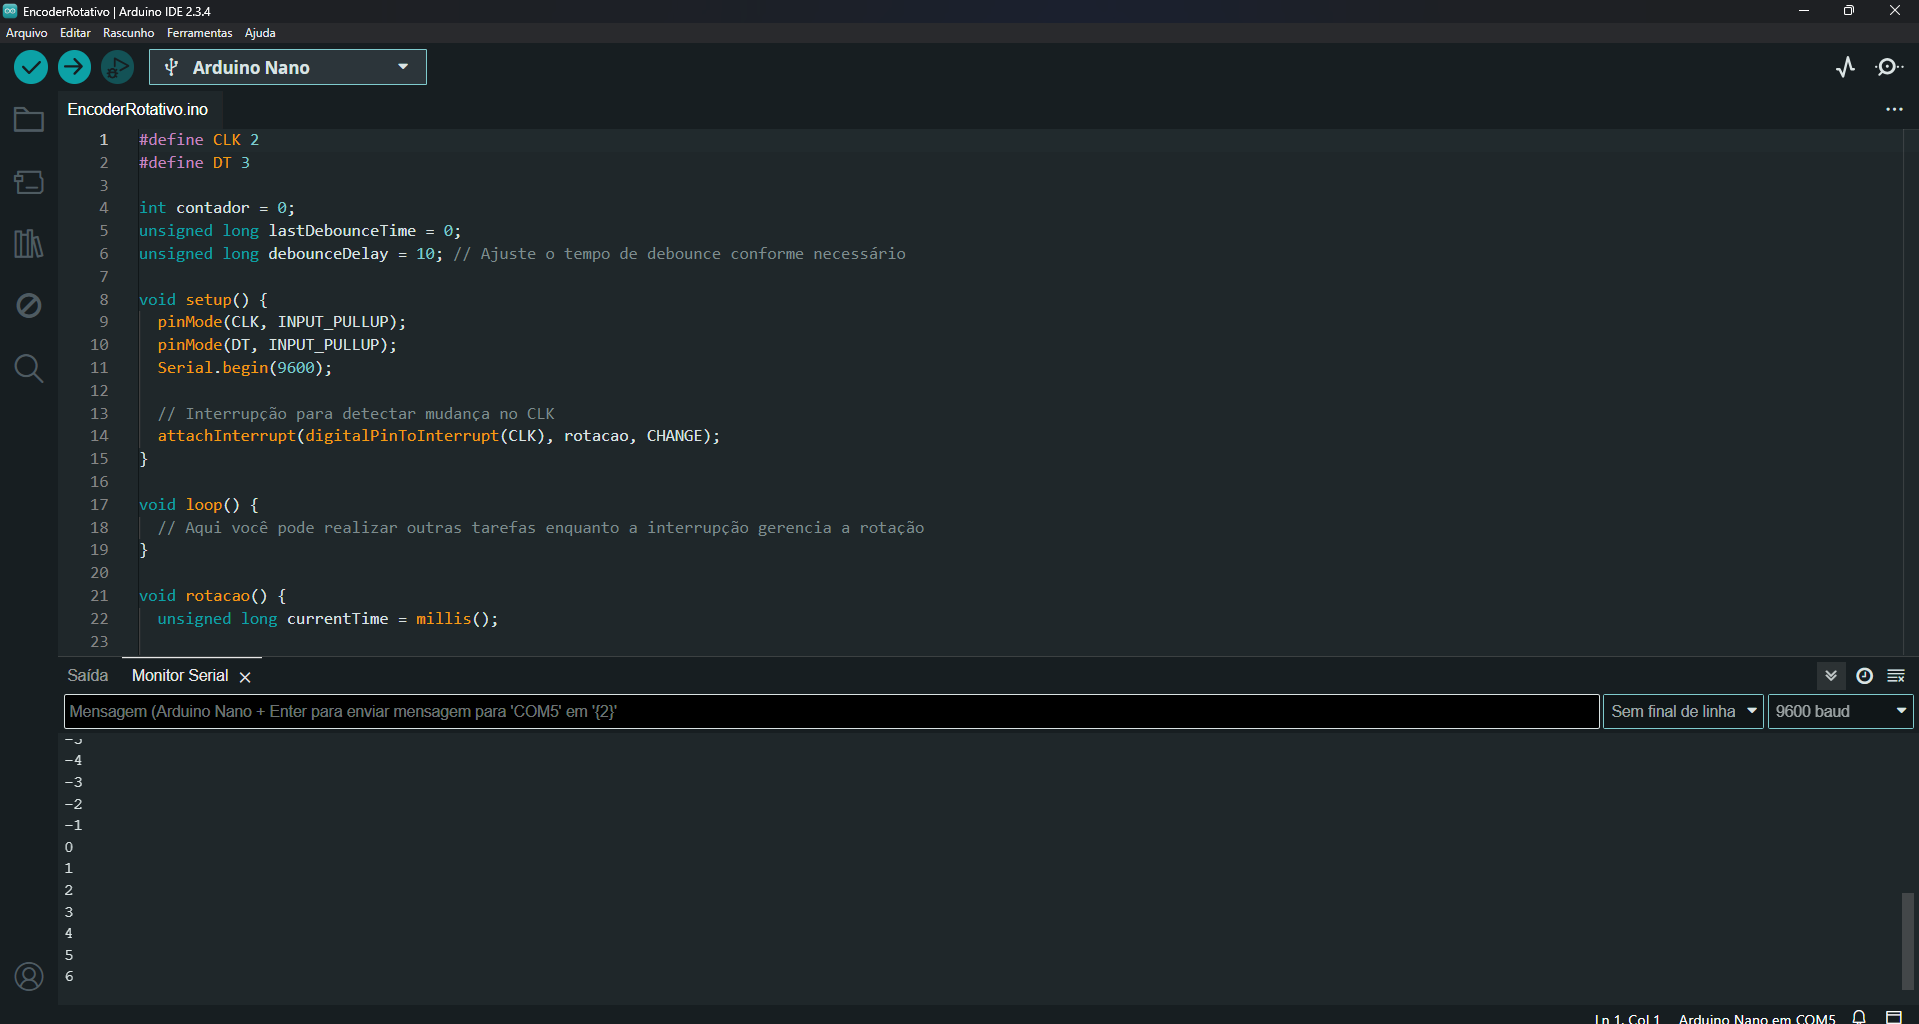 EncoderRotativo | Arduino IDE 2.3.4
Arquivo Editar Rascunho Ferramentas Ajuda
Arduino Nano
EncoderRotativo.ino
1 #define CLK 2
2 #define DT 3
3
4 int contador = 0;
5 unsigned long lastDebounceTime = 0;
6 unsigned long debounceDelay = 10; // Ajuste o tempo de debounce conforme necessário
7
8 void setup() {
9 pinMode(CLK, INPUT_PULLUP);
10 pinMode(DT, INPUT_PULLUP);
11 Serial.begin(9600);
12
13 // Interrupção para detectar mudança no CLK
14 attachInterrupt(digitalPinToInterrupt(CLK), rotacao, CHANGE);
15 }
16
17 void loop() {
18 // Aqui você pode realizar outras tarefas enquanto a interrupção gerencia a rotação
19 }
20
21 void rotacao() {
22 unsigned long currentTime = millis();
23
Saída Monitor Serial
Mensagem (Arduino Nano + Enter para enviar mensagem para 'COM5' em '{2}' Sem final de linha 9600 baud
-4
-3
-2
-1
0
1
2
3
4
5
6
Ln 1, Col 1 Arduino Nano em COM5